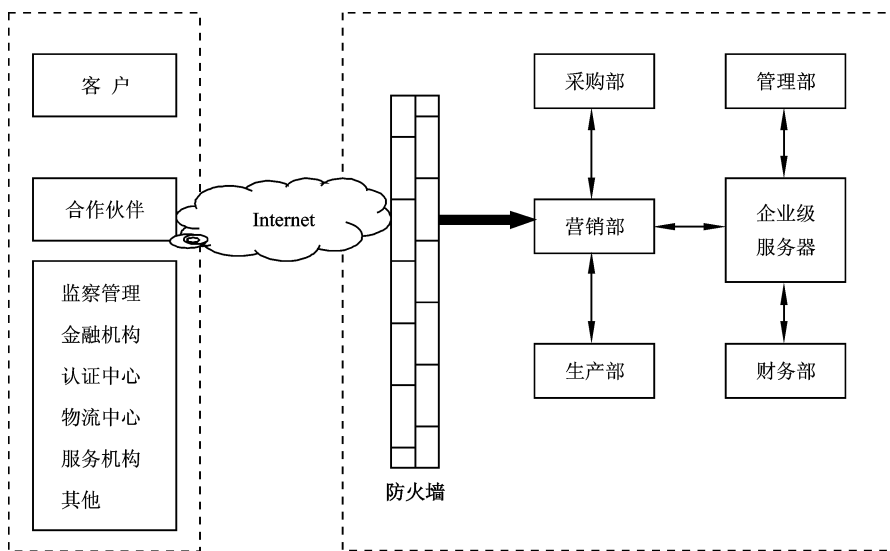 客 户
合作伙伴
监察管理
金融机构
认证中心
物流中心
服务机构
其他
Internet
防火墙
采购部
营销部
生产部
管理部
企业级
服务器
财务部